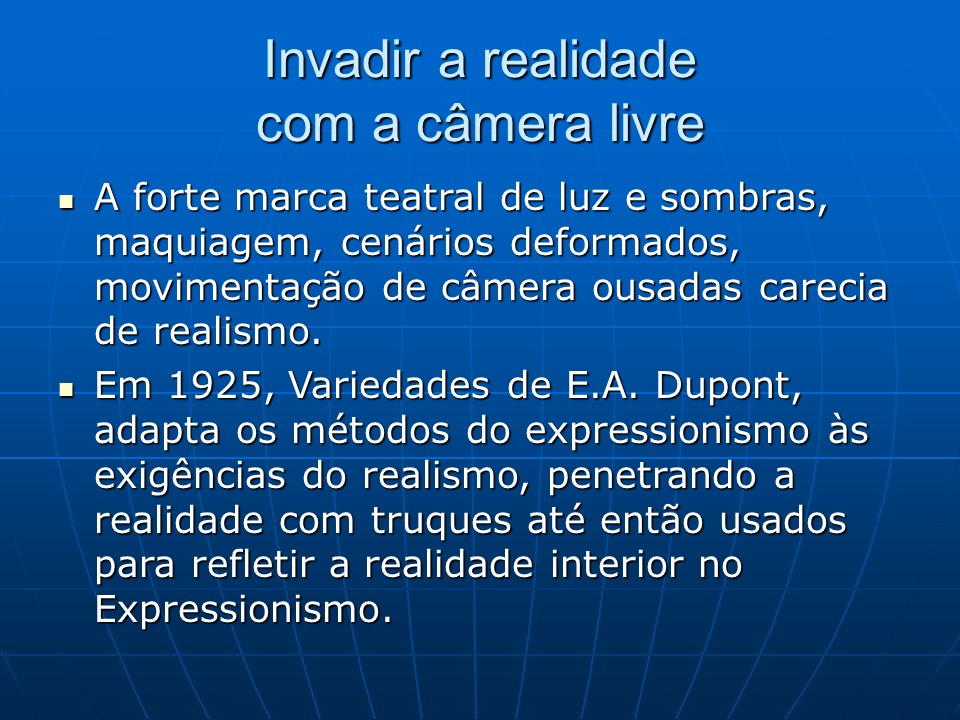 Invadir a realidade
com a câmera livre
A forte marca teatral de luz e sombras,
maquiagem, cenários deformados,
movimentação de câmera ousadas carecia
de realismo.
Em 1925, Variedades de E.A. Dupont,
adapta os métodos do expressionismo às
exigências do realismo, penetrando a
realidade com truques até então usados
para refletir a realidade interior no
Expressionismo.